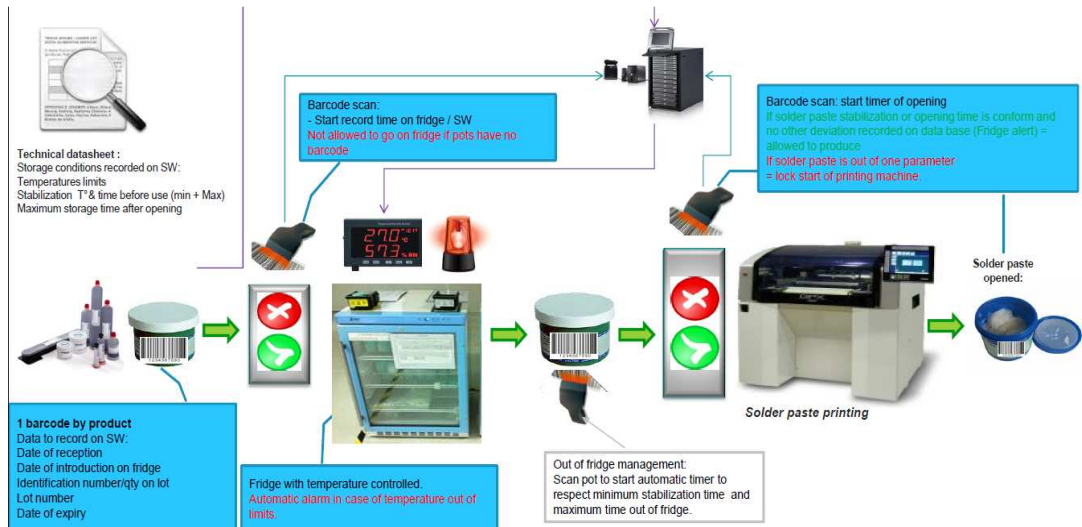 Barcode scan:
- Start record time on fridge / SW
Not allowed to go on fridge if pots have no
barcode
Barcode scan: start timer of opening
If solder paste stabilization or opening time is conform and
no other deviation recorded on data base (Fridge alert) =
allowed to produce
If solder paste is out of one parameter
= lock start of printing machine.
Technical datasheet :
Storage conditions recorded on SW:
Temperatures limits
Stabilization T° & time before use (min + Max)
Maximum storage time after opening
27.0
°C
57.3
Solder paste
opened:
1234567890
1234567890
Solder paste printing
1 barcode by product
Data to record on SW:
Date of reception
Date of introduction on fridge
Identification number/qty on lot
Lot number
Date of expiry
Fridge with temperature controlled.
Automatic alarm in case of temperature out of
limits.
Out of fridge management:
Scan pot to start automatic timer to
respect minimum stabilization time and
maximum time out of fridge.